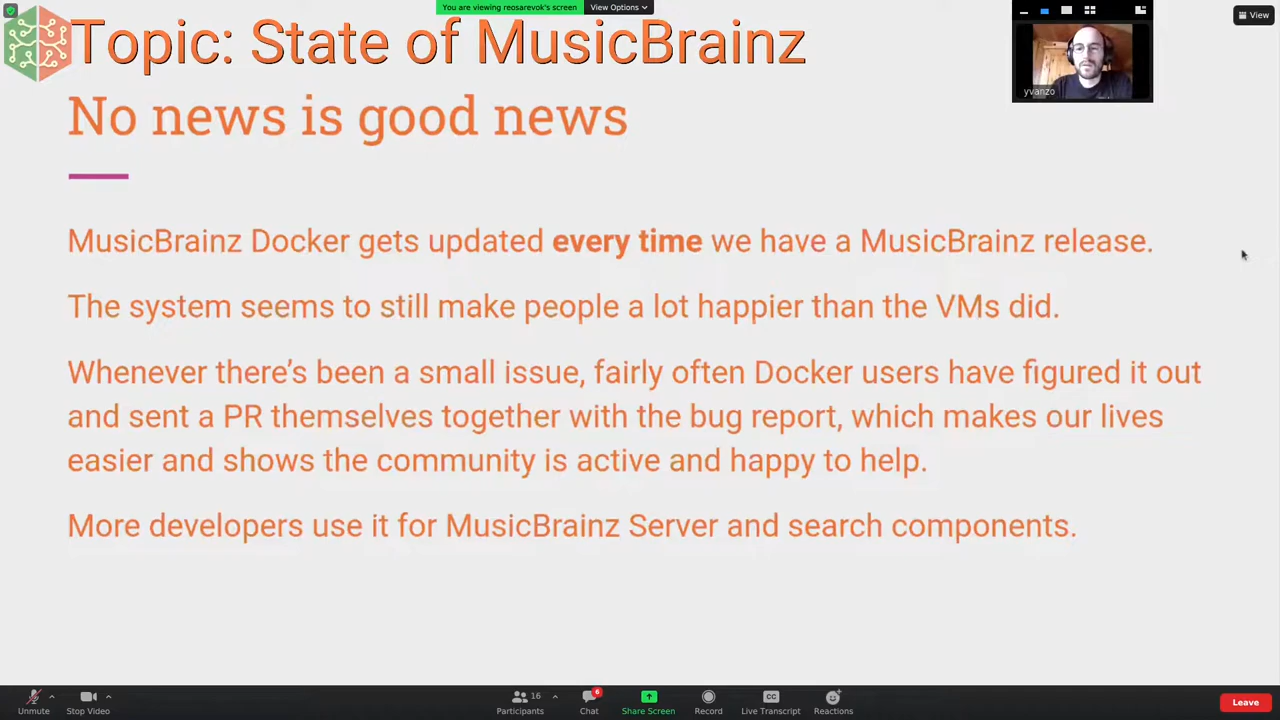 You are viewing reosarevok's screen
View Options
View
Topic: State of MusicBrainz
yvanzo
No news is good news
MusicBrainz Docker gets updated every time we have a MusicBrainz release.
The system seems to still make people a lot happier than the VMs did.
Whenever there's been a small issue, fairly often Docker users have figured it out
and sent a PR themselves together with the bug report, which makes our lives
easier and shows the community is active and happy to help.
More developers use it for MusicBrainz Server and search components.
Unmute
Stop Video
16
Participants
6
Chat
Share Screen
Record
CC
Live Transcript
Reactions
Leave